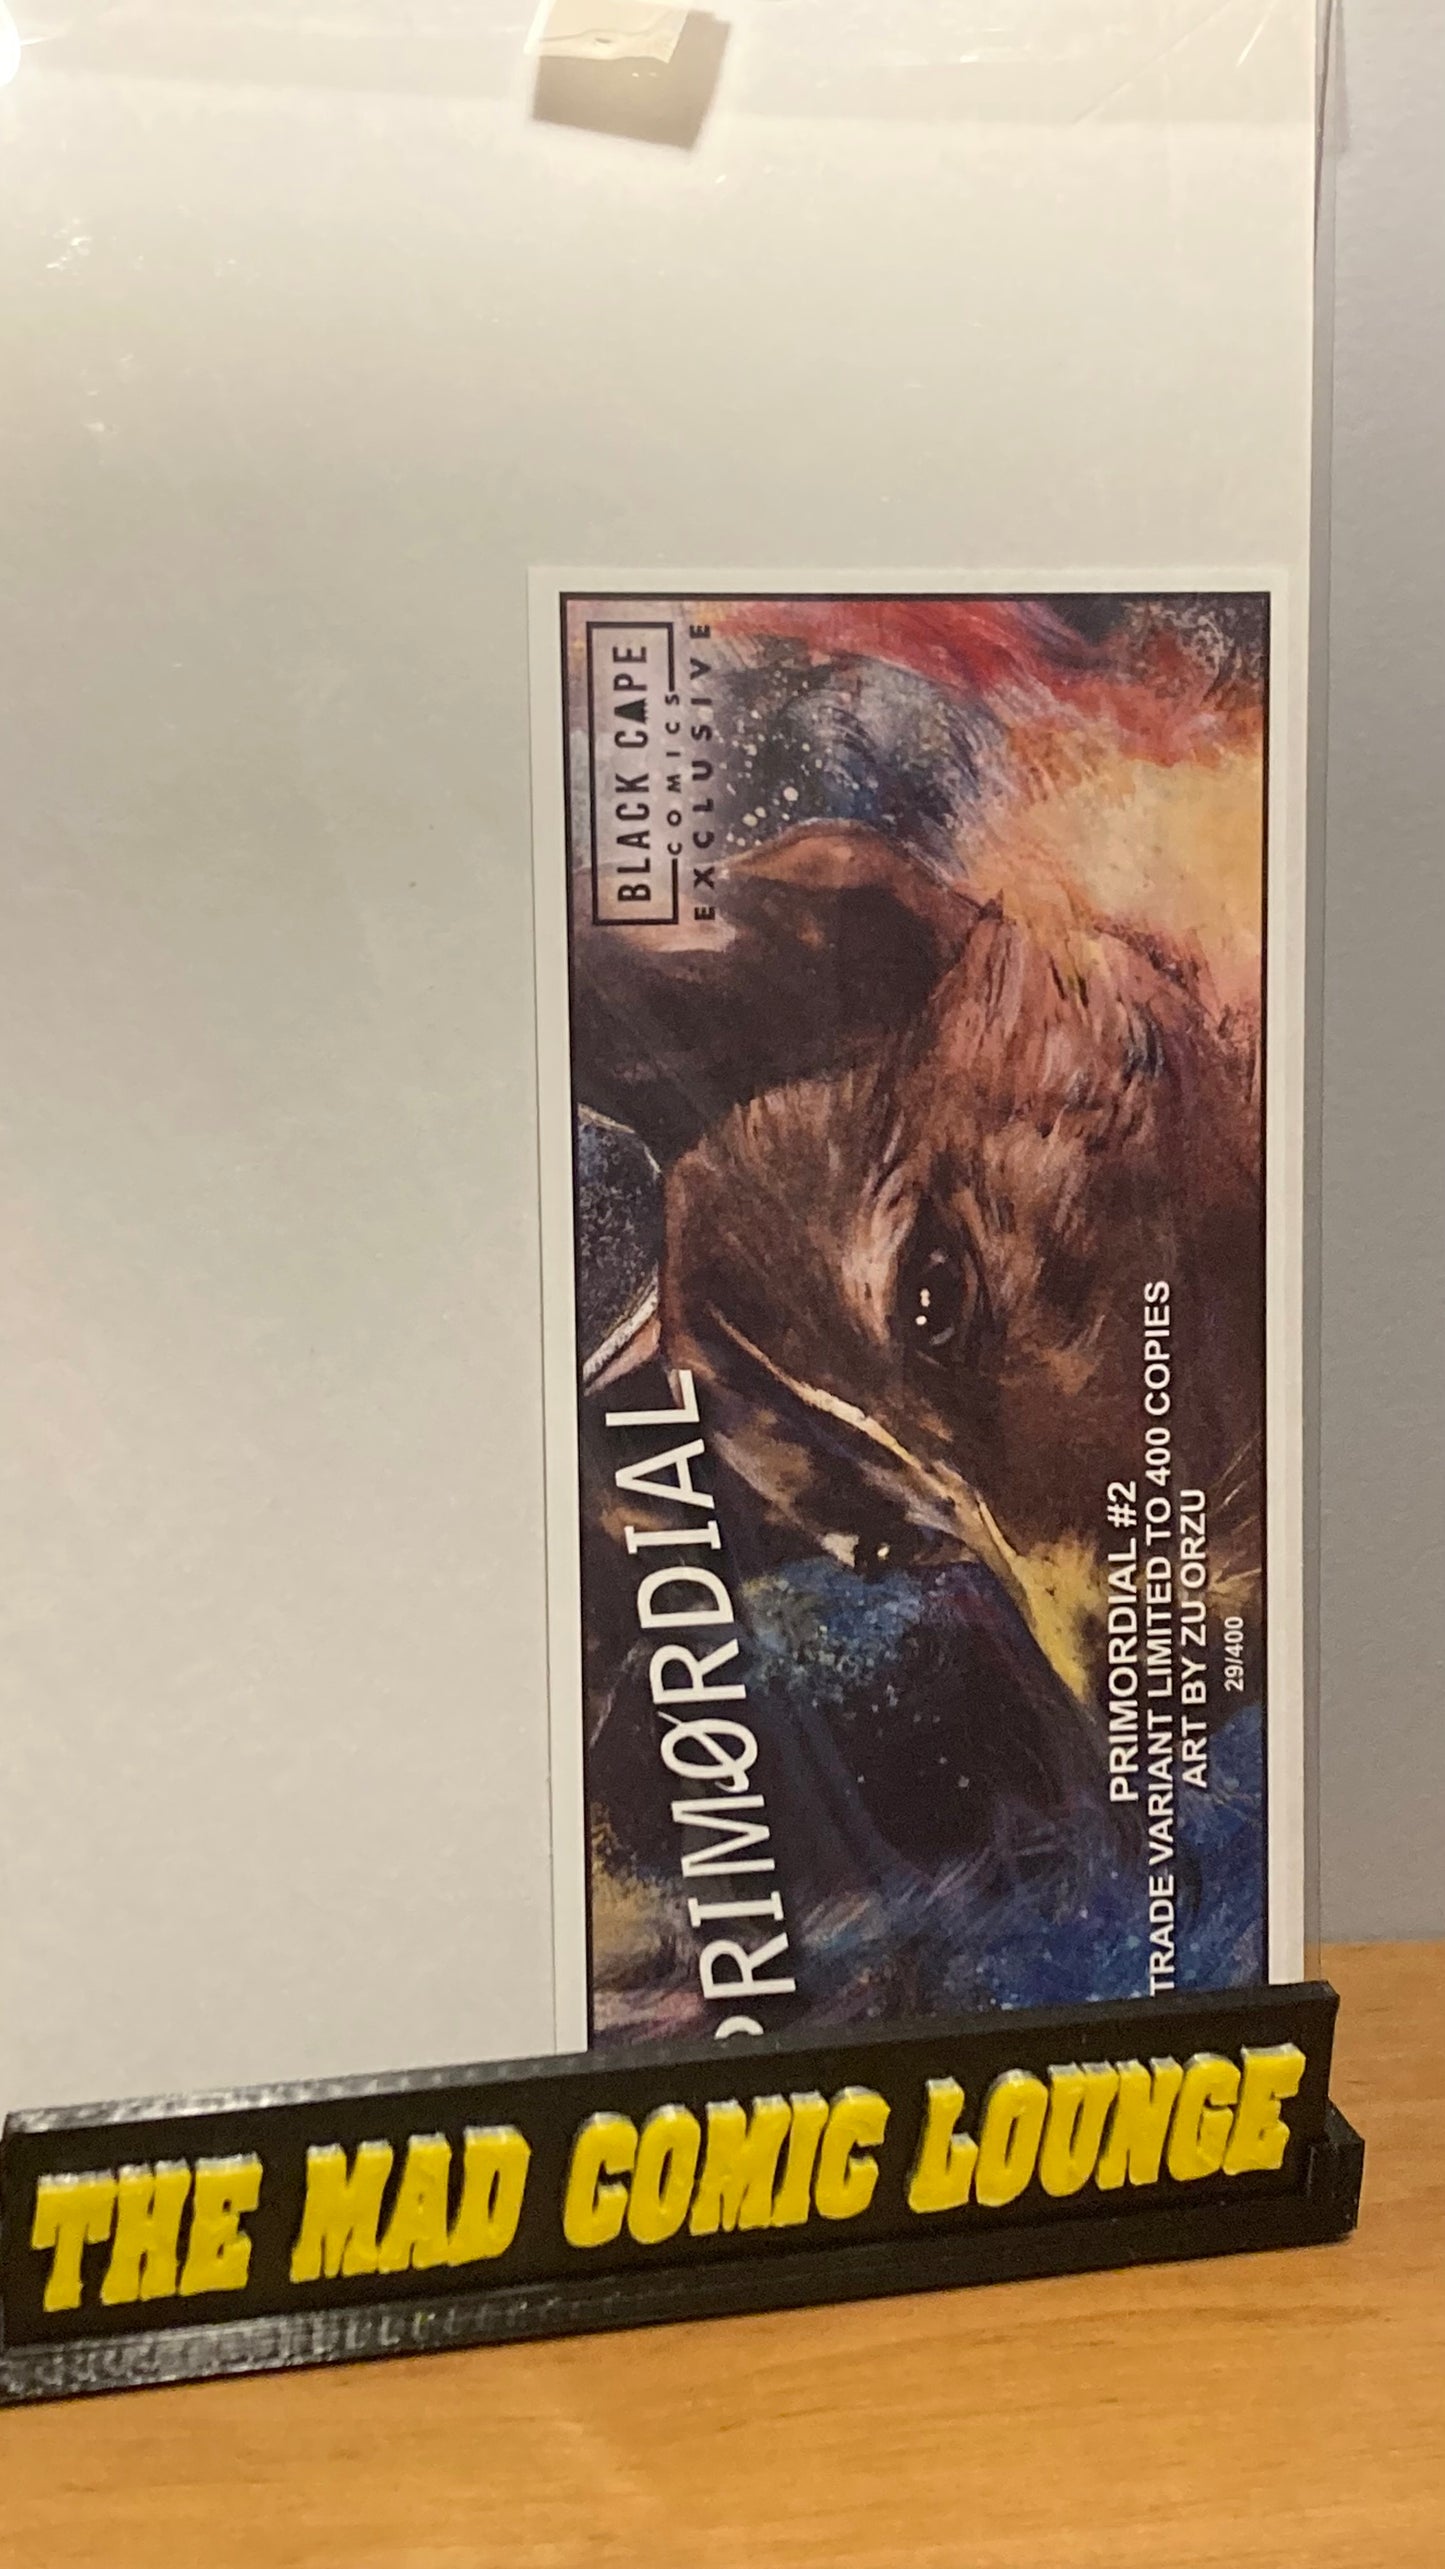 BLACK CAPE
COMICS
EXCLUSIVE
PRIMØRDIAL
PRIMORDIAL #2
TRADE VARIANT LIMITED TO 400 COPIES
ART BY ZU ORZU
29/400
THE MAD COMIC LOUNGE